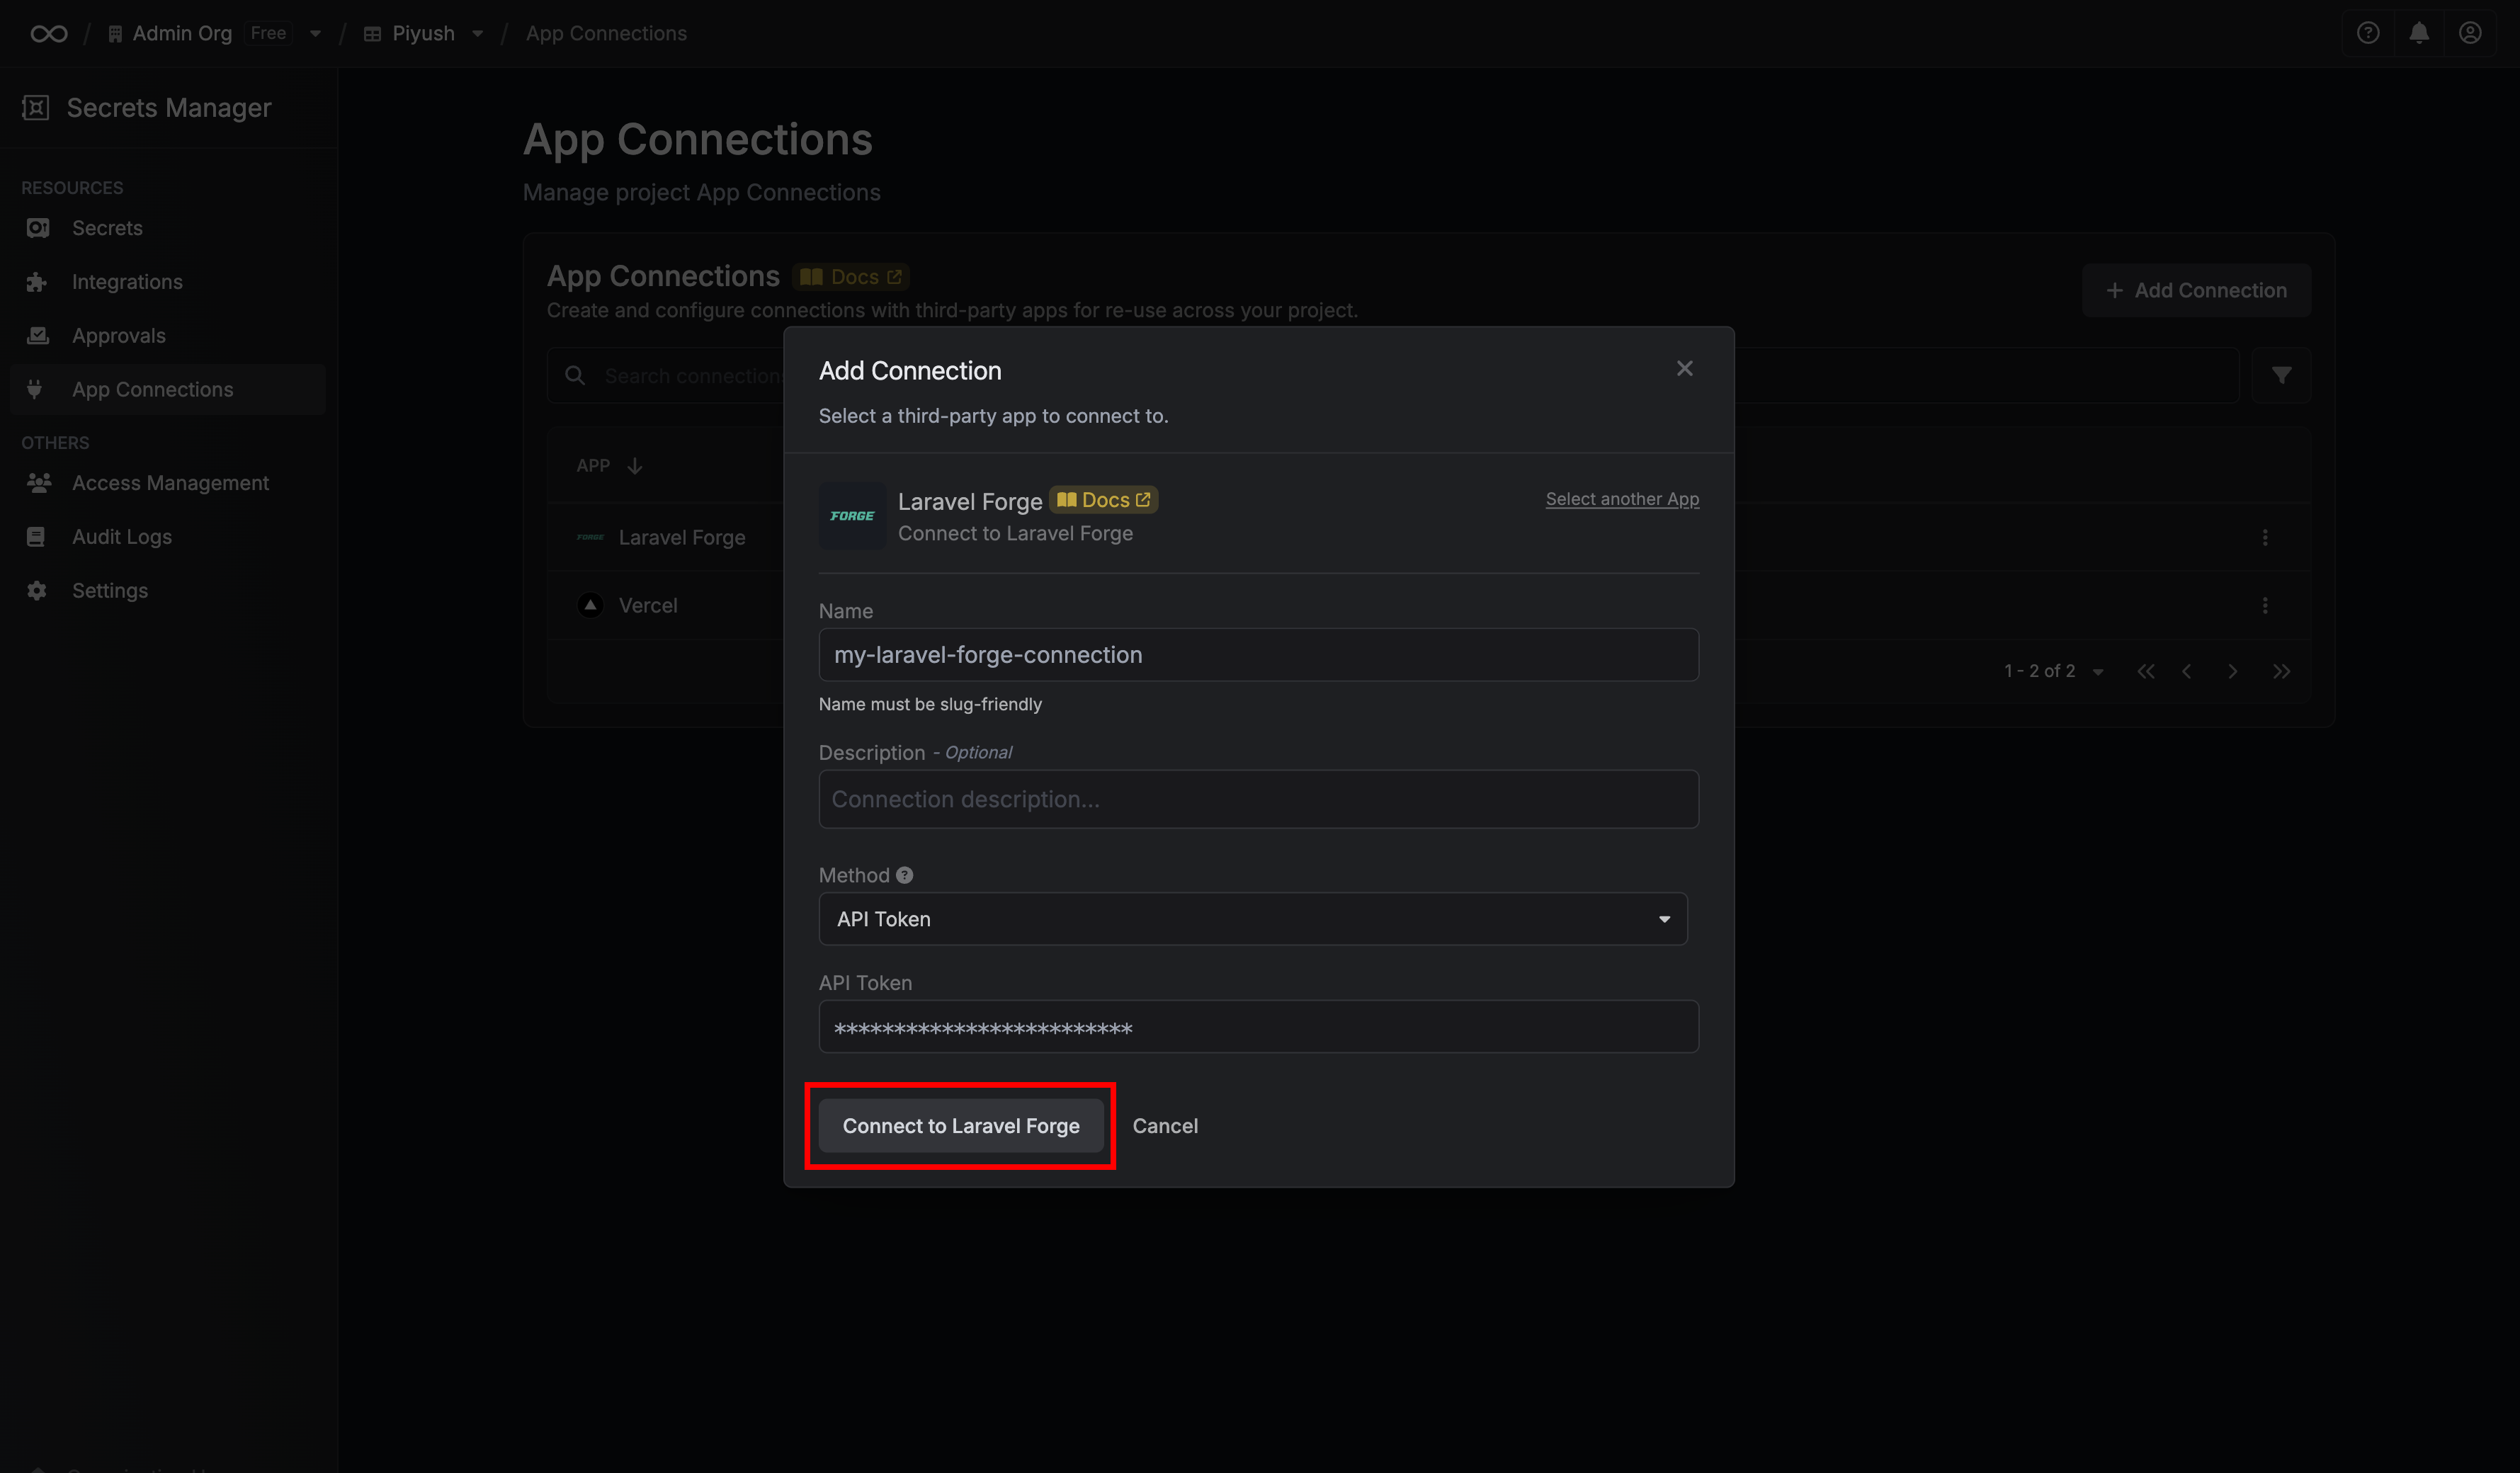 Admin Org Free Piyush App Connections
Secrets Manager
RESOURCES
Secrets
Integrations
Approvals
App Connections
OTHERS
Access Management
Audit Logs
Settings
App Connections
Manage project App Connections
App Connections Docs
Create and configure connections with third-party apps for re-use across your project.
+ Add Connection
Search connections
APP
FORGE Laravel Forge
Vercel
1 - 2 of 2
Add Connection
Select a third-party app to connect to.
FORGE
Laravel Forge Docs
Connect to Laravel Forge
Select another App
Name
my-laravel-forge-connection
Name must be slug-friendly
Description - Optional
Connection description...
Method ?
API Token
API Token
*************************
Connect to Laravel Forge Cancel